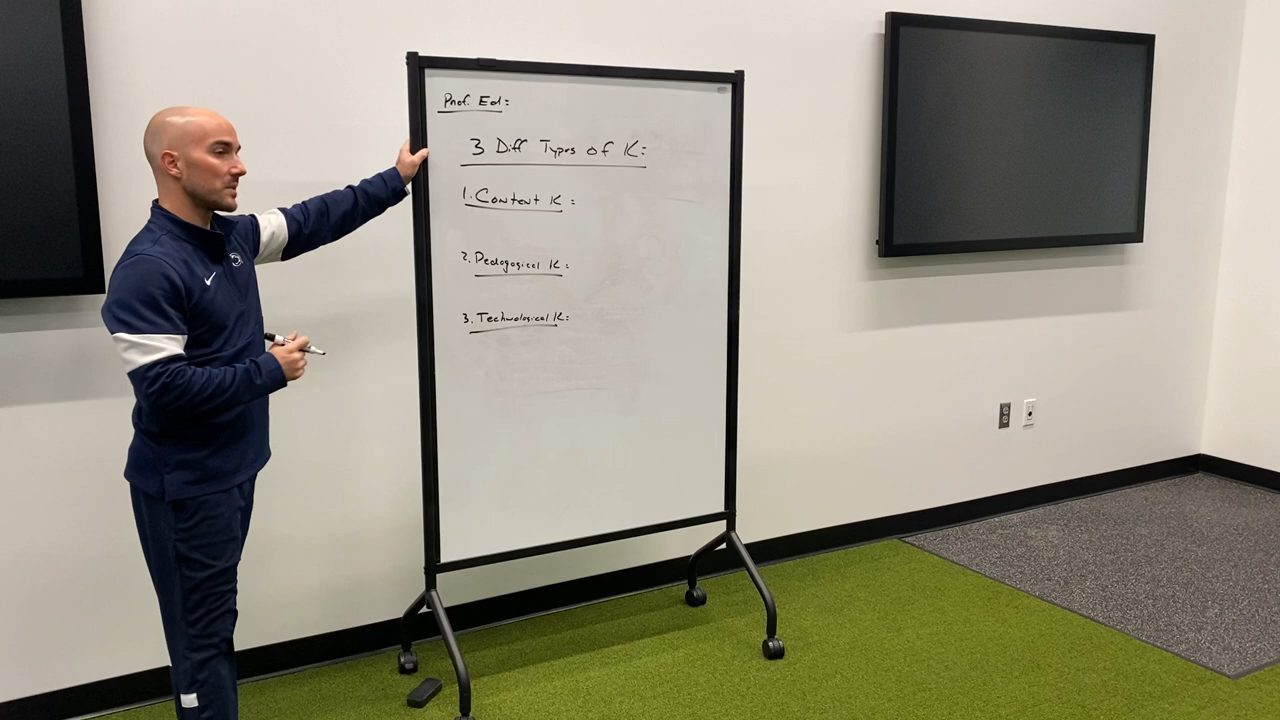 Prof. Ed:
3 Diff Types of K:
1. Content K:
2. Pedagogical K:
3. Technological K: